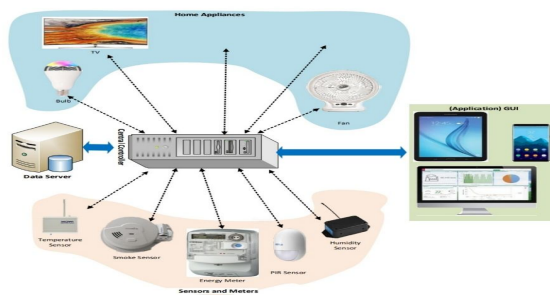 Home Appliances
TV
Bulb
Fan
(Application) GUI
Central Controller
Data Server
Temperature
Sensor
Smoke Sensor
Energy Meter
PIR Sensor
Humidity
Sensor
Sensors and Meters